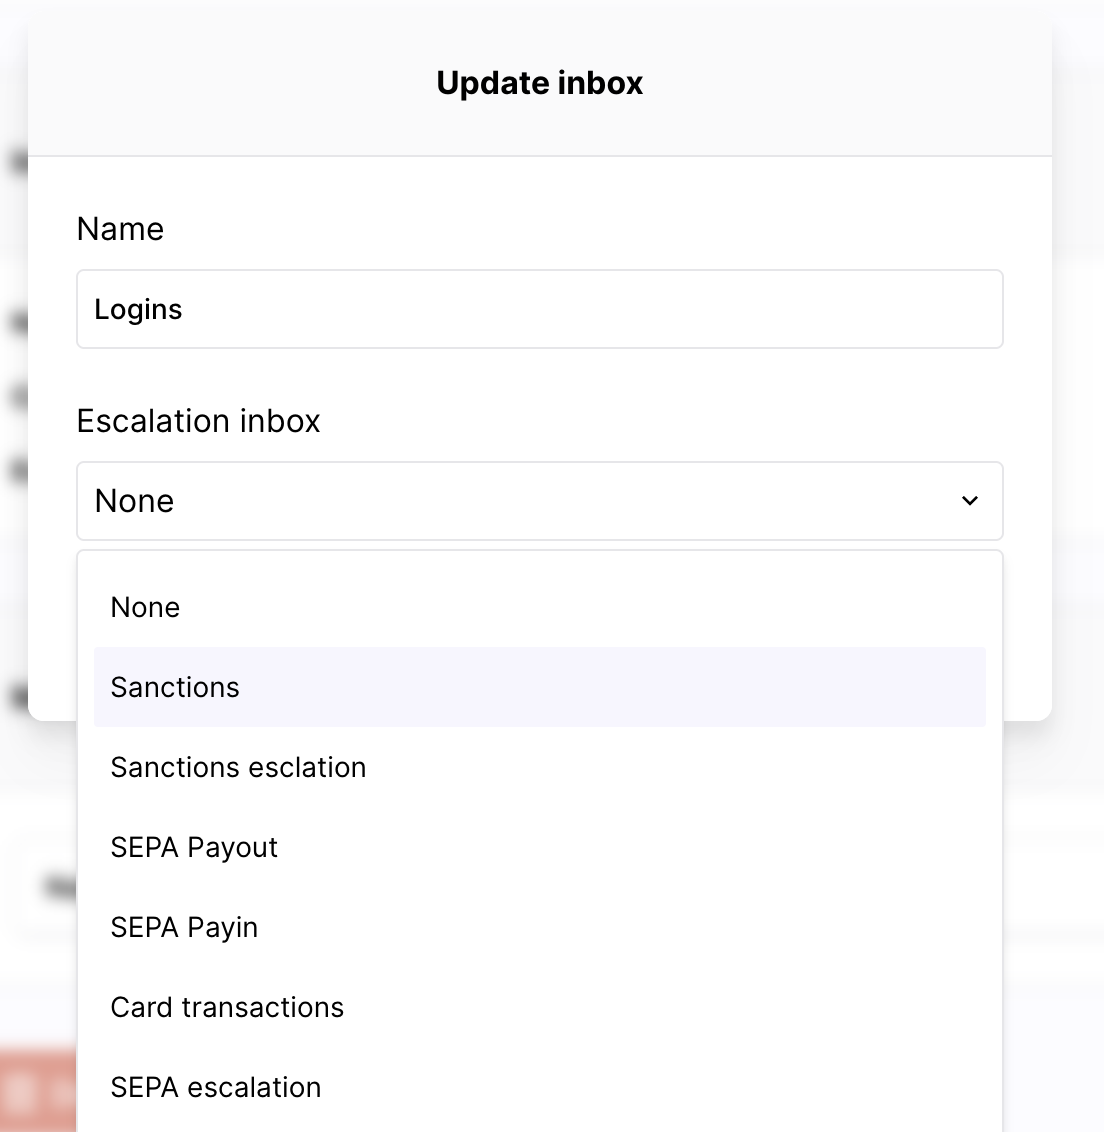 Update inbox
Name
Logins
Escalation inbox
None
None
Sanctions
Sanctions esclation
SEPA Payout
SEPA Payin
Card transactions
SEPA escalation